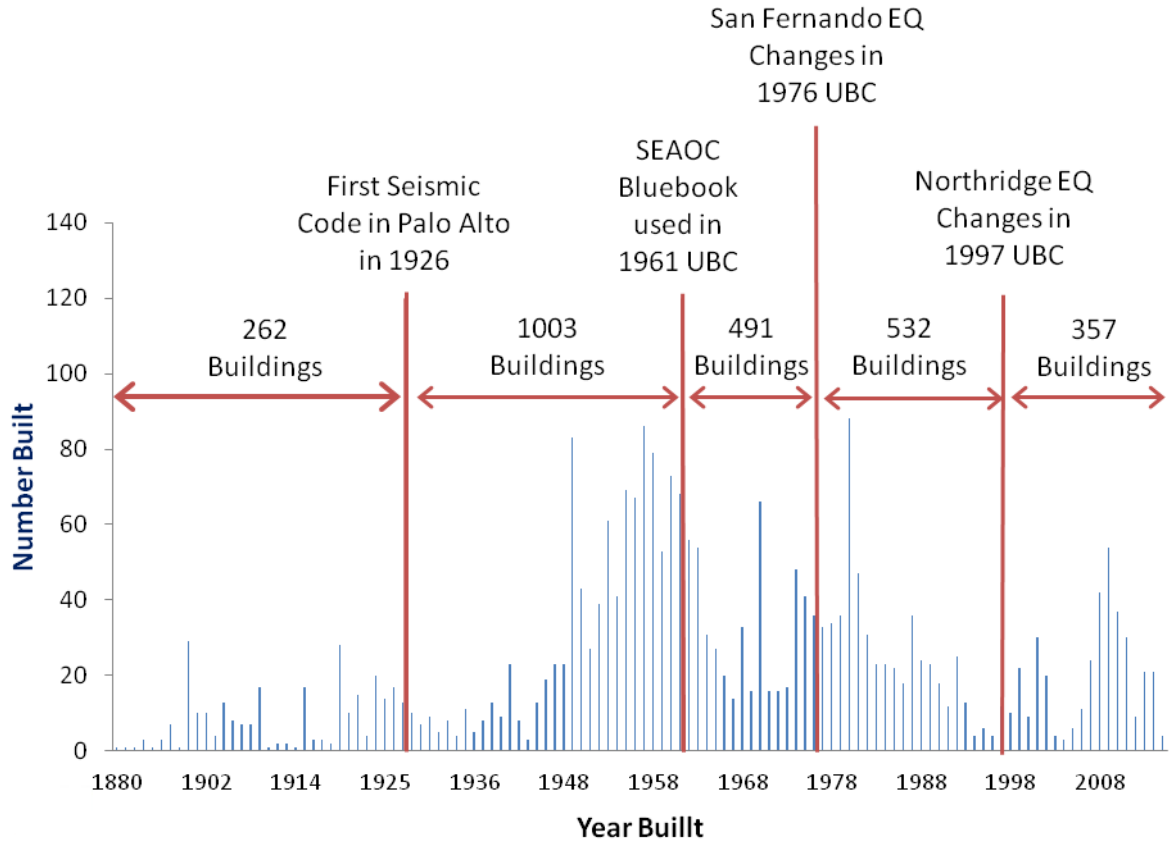 San Fernando EQ
Changes in
1976 UBC
SEAOC
Bluebook
used in
1961 UBC
First Seismic
Code in Palo Alto
in 1926
Northridge EQ
Changes in
1997 UBC
262
Buildings
1003
Buildings
491
Buildings
532
Buildings
357
Buildings
Number Built
140
120
100
80
60
40
20
0
1880 1902 1914 1925 1936 1948 1958 1968 1978 1988 1998 2008
Year Buillt